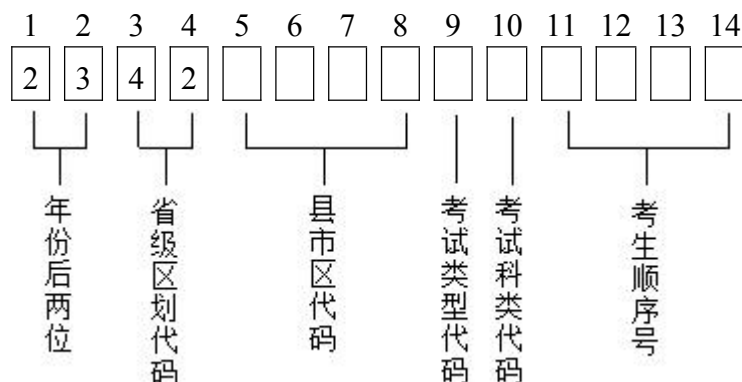 1 2 3 4 5 6 7 8 9 10 11 12 13 14
2 3 4 2
年份后两位
省级区划代码
县市区代码
考试类型代码
考试科类代码
考生顺序号